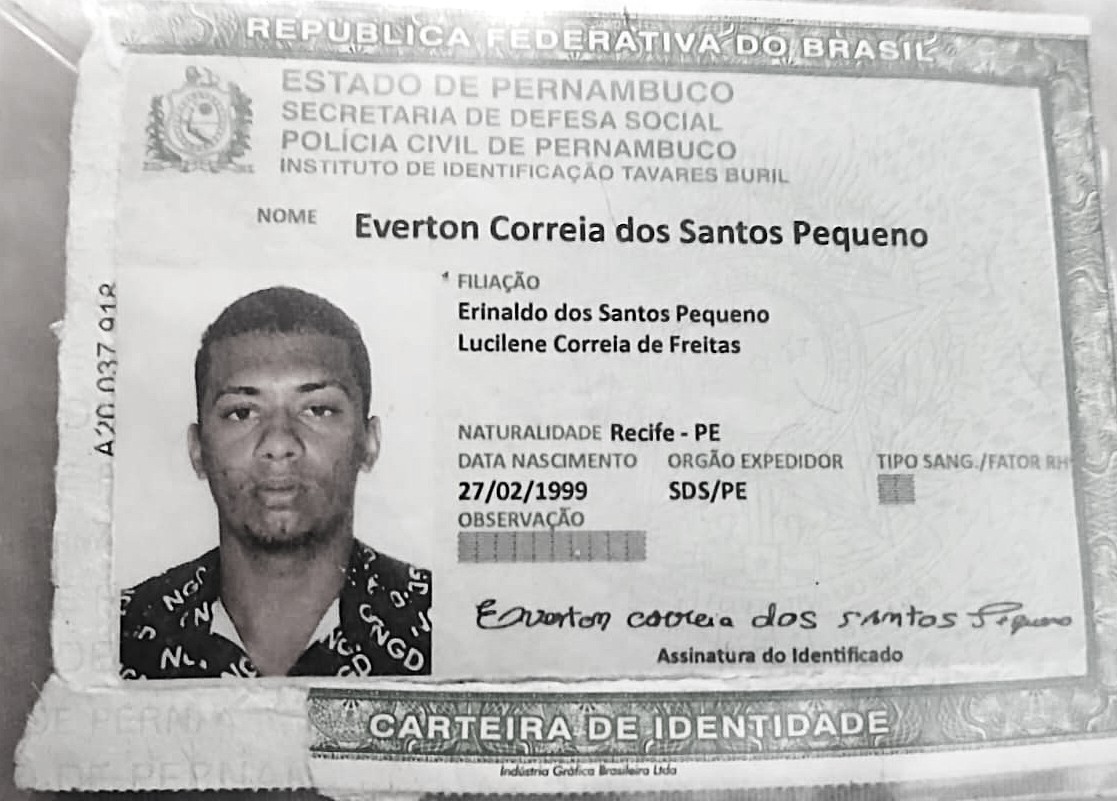 REPÚBLICA FEDERATIVA DO BRASIL
ESTADO DE PERNAMBUCO
SECRETARIA DE DEFESA SOCIAL
POLÍCIA CIVIL DE PERNAMBUCO
INSTITUTO DE IDENTIFICAÇÃO TAVARES BURIL
NOME Everton Correia dos Santos Pequeno
FILIAÇÃO
Erinaldo dos Santos Pequeno
Lucilene Correia de Freitas
A20.037.918
NATURALIDADE Recife - PE
DATA NASCIMENTO ORGÃO EXPEDIDOR TIPO SANG./FATOR RH
27/02/1999 SDS/PE
OBSERVAÇÃO
Everton correia dos santos Pequeno
Assinatura do Identificado
CARTEIRA DE IDENTIDADE
Indústria Gráfica Brasileira Ltda